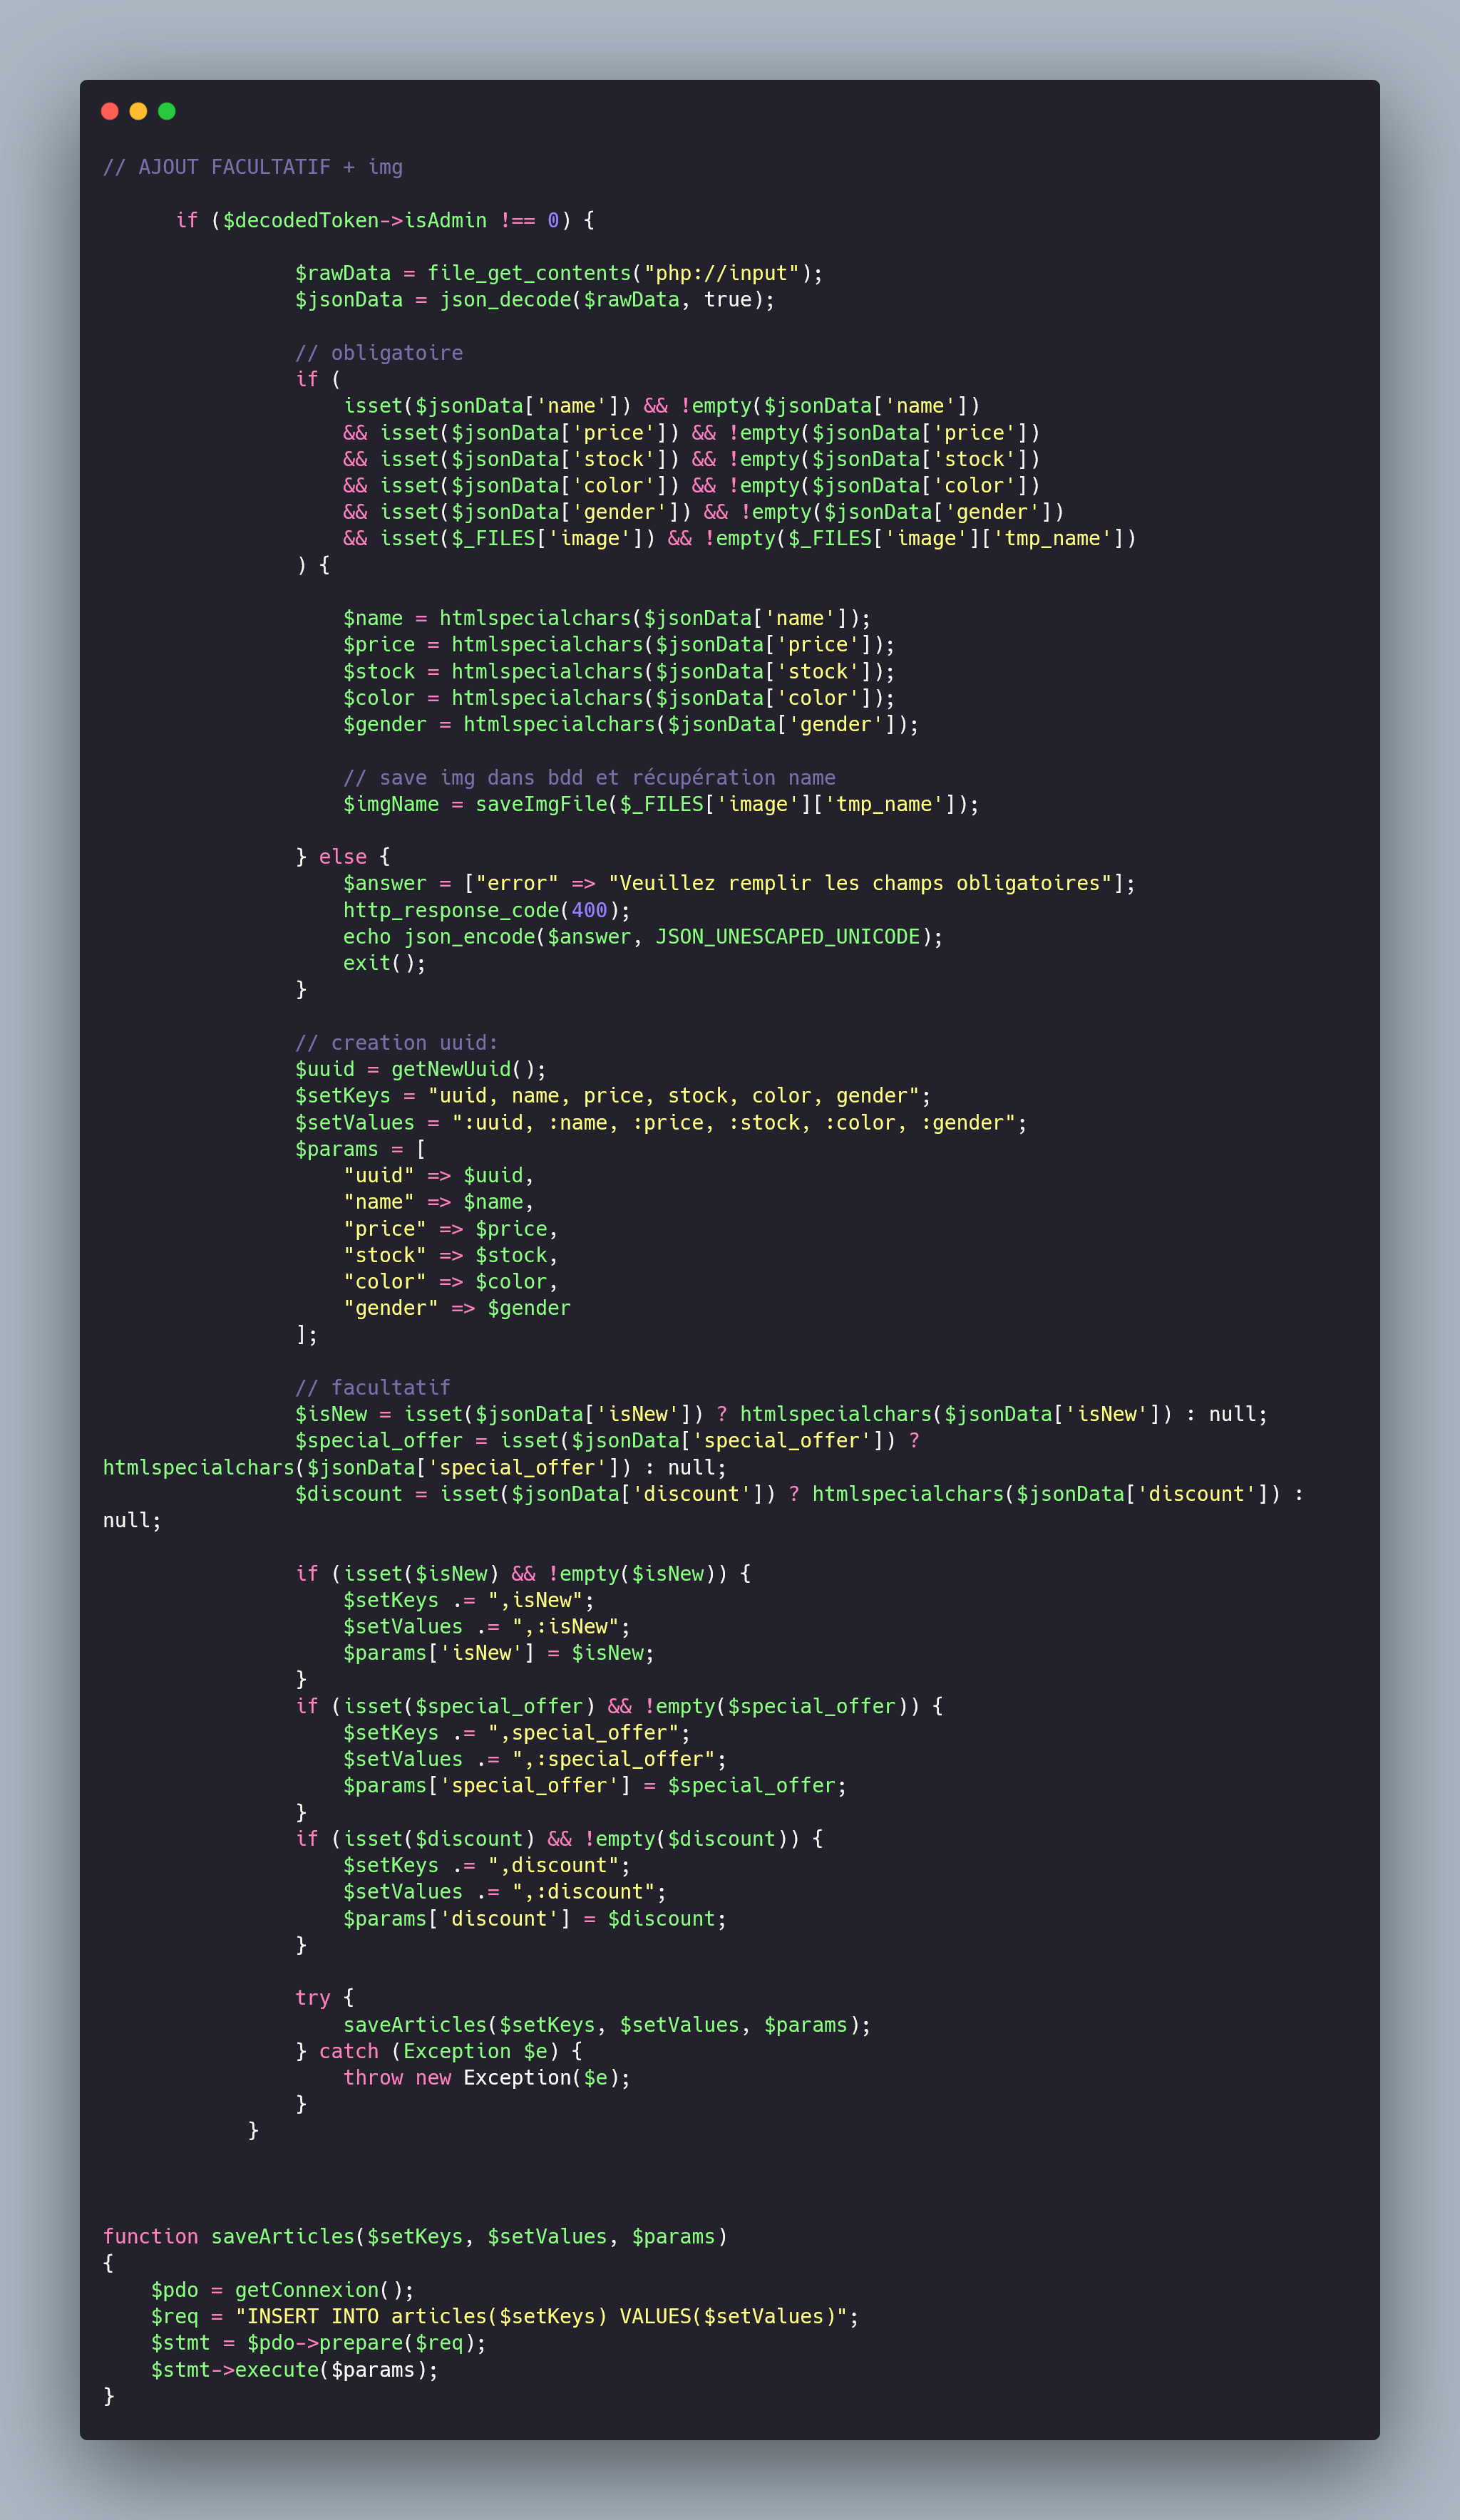 // AJOUT FACULTATIF + img
if ($decodedToken->isAdmin !== 0) {
$rawData = file_get_contents("php://input");
$jsonData = json_decode($rawData, true);
// obligatoire
if (
isset($jsonData['name']) && !empty($jsonData['name'])
&& isset($jsonData['price']) && !empty($jsonData['price'])
&& isset($jsonData['stock']) && !empty($jsonData['stock'])
&& isset($jsonData['color']) && !empty($jsonData['color'])
&& isset($jsonData['gender']) && !empty($jsonData['gender'])
&& isset($_FILES['image']) && !empty($_FILES['image']['tmp_name'])
) {
$name = htmlspecialchars($jsonData['name']);
$price = htmlspecialchars($jsonData['price']);
$stock = htmlspecialchars($jsonData['stock']);
$color = htmlspecialchars($jsonData['color']);
$gender = htmlspecialchars($jsonData['gender']);
// save img dans bdd et récupération name
$imgName = saveImgFile($_FILES['image']['tmp_name']);
} else {
$answer = ["error" => "Veuillez remplir les champs obligatoires"];
http_response_code(400);
echo json_encode($answer, JSON_UNESCAPED_UNICODE);
exit();
}
// creation uuid:
$uuid = getNewUuid();
$setKeys = "uuid, name, price, stock, color, gender";
$setValues = ":uuid, :name, :price, :stock, :color, :gender";
$params = [
"uuid" => $uuid,
"name" => $name,
"price" => $price,
"stock" => $stock,
"color" => $color,
"gender" => $gender
];
// facultatif
$isNew = isset($jsonData['isNew']) ? htmlspecialchars($jsonData['isNew']) : null;
$special_offer = isset($jsonData['special_offer']) ?
htmlspecialchars($jsonData['special_offer']) : null;
$discount = isset($jsonData['discount']) ? htmlspecialchars($jsonData['discount']) :
null;
if (isset($isNew) && !empty($isNew)) {
$setKeys .= ",isNew";
$setValues .= ",:isNew";
$params['isNew'] = $isNew;
}
if (isset($special_offer) && !empty($special_offer)) {
$setKeys .= ",special_offer";
$setValues .= ",:special_offer";
$params['special_offer'] = $special_offer;
}
if (isset($discount) && !empty($discount)) {
$setKeys .= ",discount";
$setValues .= ",:discount";
$params['discount'] = $discount;
}
try {
saveArticles($setKeys, $setValues, $params);
} catch (Exception $e) {
throw new Exception($e);
}
}
function saveArticles($setKeys, $setValues, $params)
{
$pdo = getConnexion();
$req = "INSERT INTO articles($setKeys) VALUES($setValues)";
$stmt = $pdo->prepare($req);
$stmt->execute($params);
}